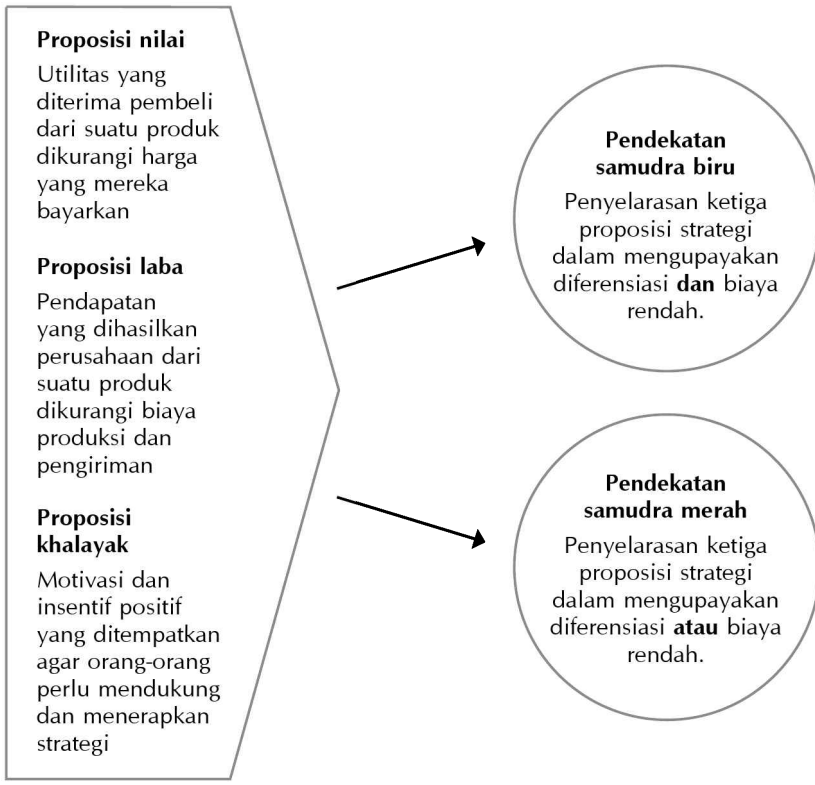 Proposisi nilai
Utilitas yang
diterima pembeli
dari suatu produk
dikurangi harga
yang mereka
bayarkan
Proposisi laba
Pendapatan
yang dihasilkan
perusahaan dari
suatu produk
dikurangi biaya
produksi dan
pengiriman
Proposisi
khalayak
Motivasi dan
insentif positif
yang ditempatkan
agar orang-orang
perlu mendukung
dan menerapkan
strategi
Pendekatan
samudra biru
Penyelarasan ketiga
proposisi strategi
dalam mengupayakan
diferensiasi dan biaya
rendah.
Pendekatan
samudra merah
Penyelarasan ketiga
proposisi strategi
dalam mengupayakan
diferensiasi atau biaya
rendah.